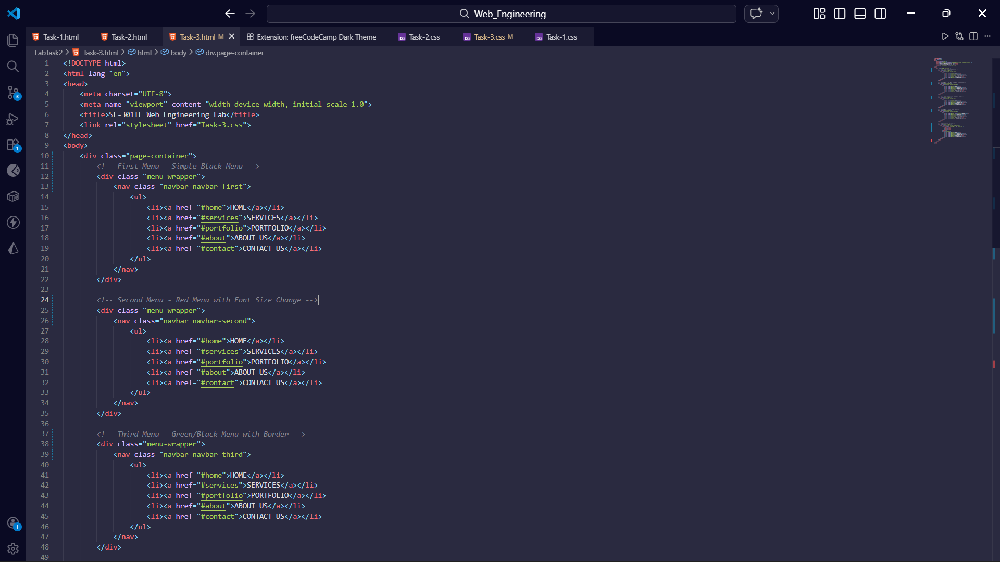 Web_Engineering
Task-1.html
Task-2.html
Task-3.html M
Extension: freeCodeCamp Dark Theme
Task-2.css
Task-3.css M
Task-1.css
LabTask2 > Task-3.html > html > body > div.page-container
1 <!DOCTYPE html>
2 <html lang="en">
3 <head>
4     <meta charset="UTF-8">
5     <meta name="viewport" content="width=device-width, initial-scale=1.0">
6     <title>SE-301IL Web Engineering Lab</title>
7     <link rel="stylesheet" href="Task-3.css">
8 </head>
9 <body>
10     <div class="page-container">
11         <!-- First Menu - Simple Black Menu -->
12         <div class="menu-wrapper">
13             <nav class="navbar navbar-first">
14                 <ul>
15                     <li><a href="#home">HOME</a></li>
16                     <li><a href="#services">SERVICES</a></li>
17                     <li><a href="#portfolio">PORTFOLIO</a></li>
18                     <li><a href="#about">ABOUT US</a></li>
19                     <li><a href="#contact">CONTACT US</a></li>
20                 </ul>
21             </nav>
22         </div>
23
24         <!-- Second Menu - Red Menu with Font Size Change -->
25         <div class="menu-wrapper">
26             <nav class="navbar navbar-second">
27                 <ul>
28                     <li><a href="#home">HOME</a></li>
29                     <li><a href="#services">SERVICES</a></li>
30                     <li><a href="#portfolio">PORTFOLIO</a></li>
31                     <li><a href="#about">ABOUT US</a></li>
32                     <li><a href="#contact">CONTACT US</a></li>
33                 </ul>
34             </nav>
35         </div>
36
37         <!-- Third Menu - Green/Black Menu with Border -->
38         <div class="menu-wrapper">
39             <nav class="navbar navbar-third">
40                 <ul>
41                     <li><a href="#home">HOME</a></li>
42                     <li><a href="#services">SERVICES</a></li>
43                     <li><a href="#portfolio">PORTFOLIO</a></li>
44                     <li><a href="#about">ABOUT US</a></li>
45                     <li><a href="#contact">CONTACT US</a></li>
46                 </ul>
47             </nav>
48         </div>
49
3
1
1